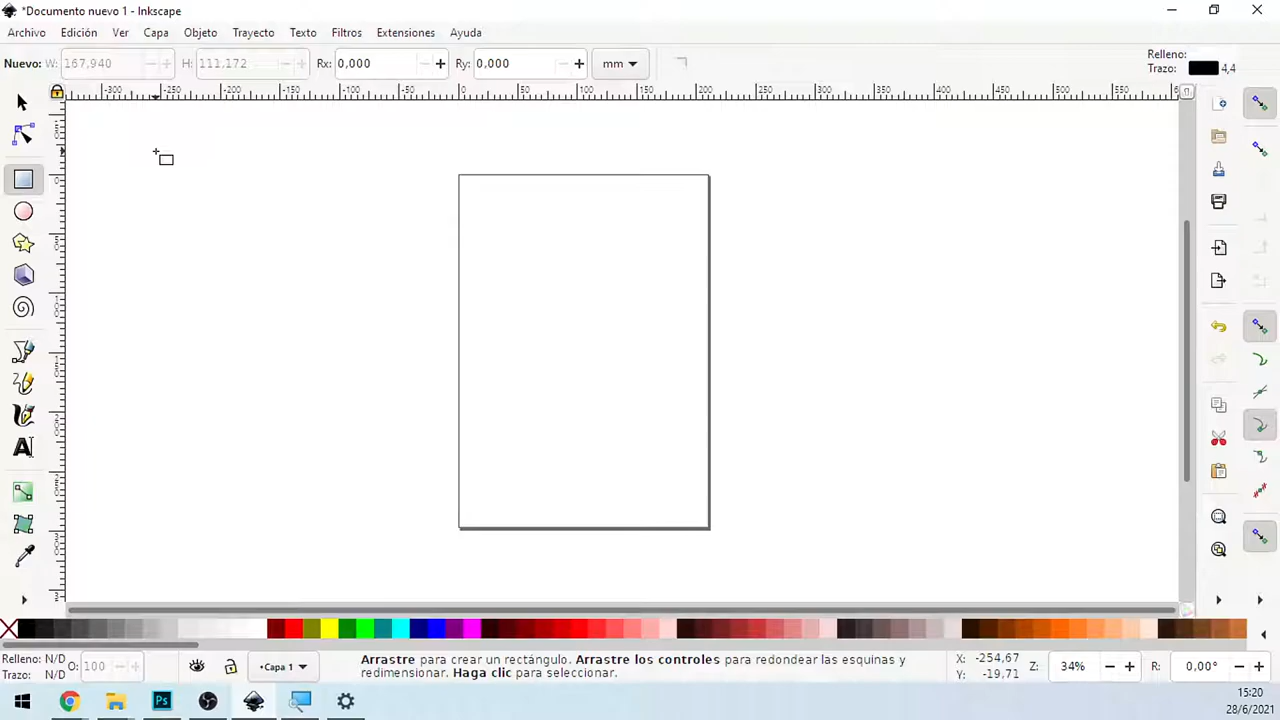 *Documento nuevo 1 - Inkscape
Archivo Edición Ver Capa Objeto Trayecto Filtros Texto Extensiones Ayuda
Nuevo: W: 167,940 − + H: 111.172 − + Rx: 0,000 − + Ry: 0,000 − + mm
Relleno:
Trazo: 4,4
-300 -250 -200 -150 -100 -50 0 50 100 150 200 250 300 350 400 450 500 550
Relleno: N/D
Trazo: N/D
O: 100 − +
•Capa 1
Arrastre para crear un rectángulo. Arrastre los controles para redondear las esquinas y
redimensionar. Haga clic para seleccionar.
X: -254,67
Y: -19,71
Z: 34% − +
R: 0,00° − +
Ps
15:20
28/6/2021